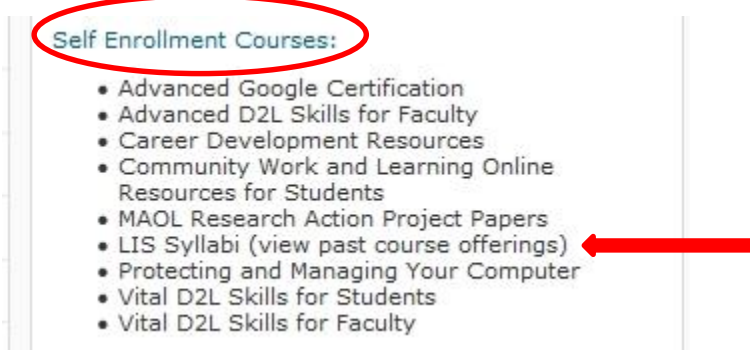 Self Enrollment Courses:
• Advanced Google Certification
• Advanced D2L Skills for Faculty
• Career Development Resources
• Community Work and Learning Online
Resources for Students
• MAOL Research Action Project Papers
• LIS Syllabi (view past course offerings)
• Protecting and Managing Your Computer
• Vital D2L Skills for Students
• Vital D2L Skills for Faculty